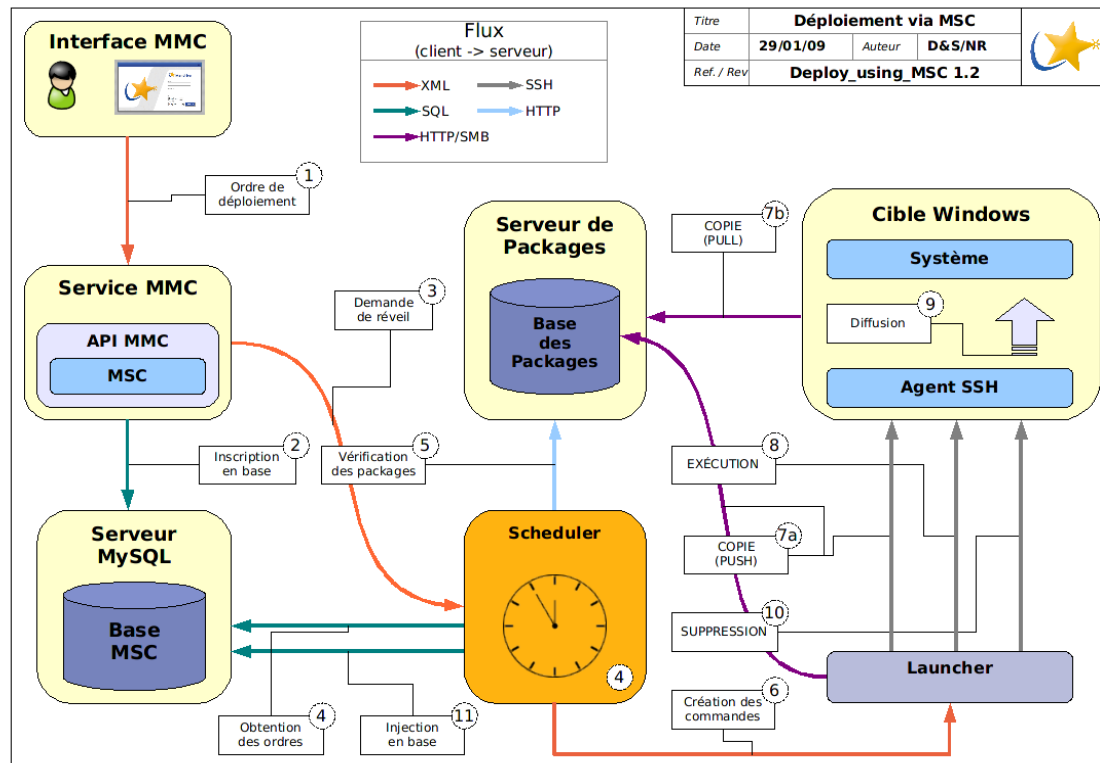 Interface MMC
Flux
(client -> serveur)
XML
SSH
SQL
HTTP
HTTP/SMB
Titre
Déploiement via MSC
Date
29/01/09
Auteur
D&S/NR
Ref. / Rev
Deploy_using_MSC 1.2
Ordre de
déploiement
1
Service MMC
API MMC
MSC
Demande
de réveil
3
Serveur de
Packages
Base
des
Packages
COPIE
(PULL)
7b
Cible Windows
Système
Diffusion
9
Agent SSH
Inscription
en base
2
Vérification
des packages
5
EXÉCUTION
8
Serveur
MySQL
Base
MSC
Scheduler
4
COPIE
(PUSH)
7a
SUPPRESSION
10
Launcher
Obtention
des ordres
4
Injection
en base
11
Création des
commandes
6